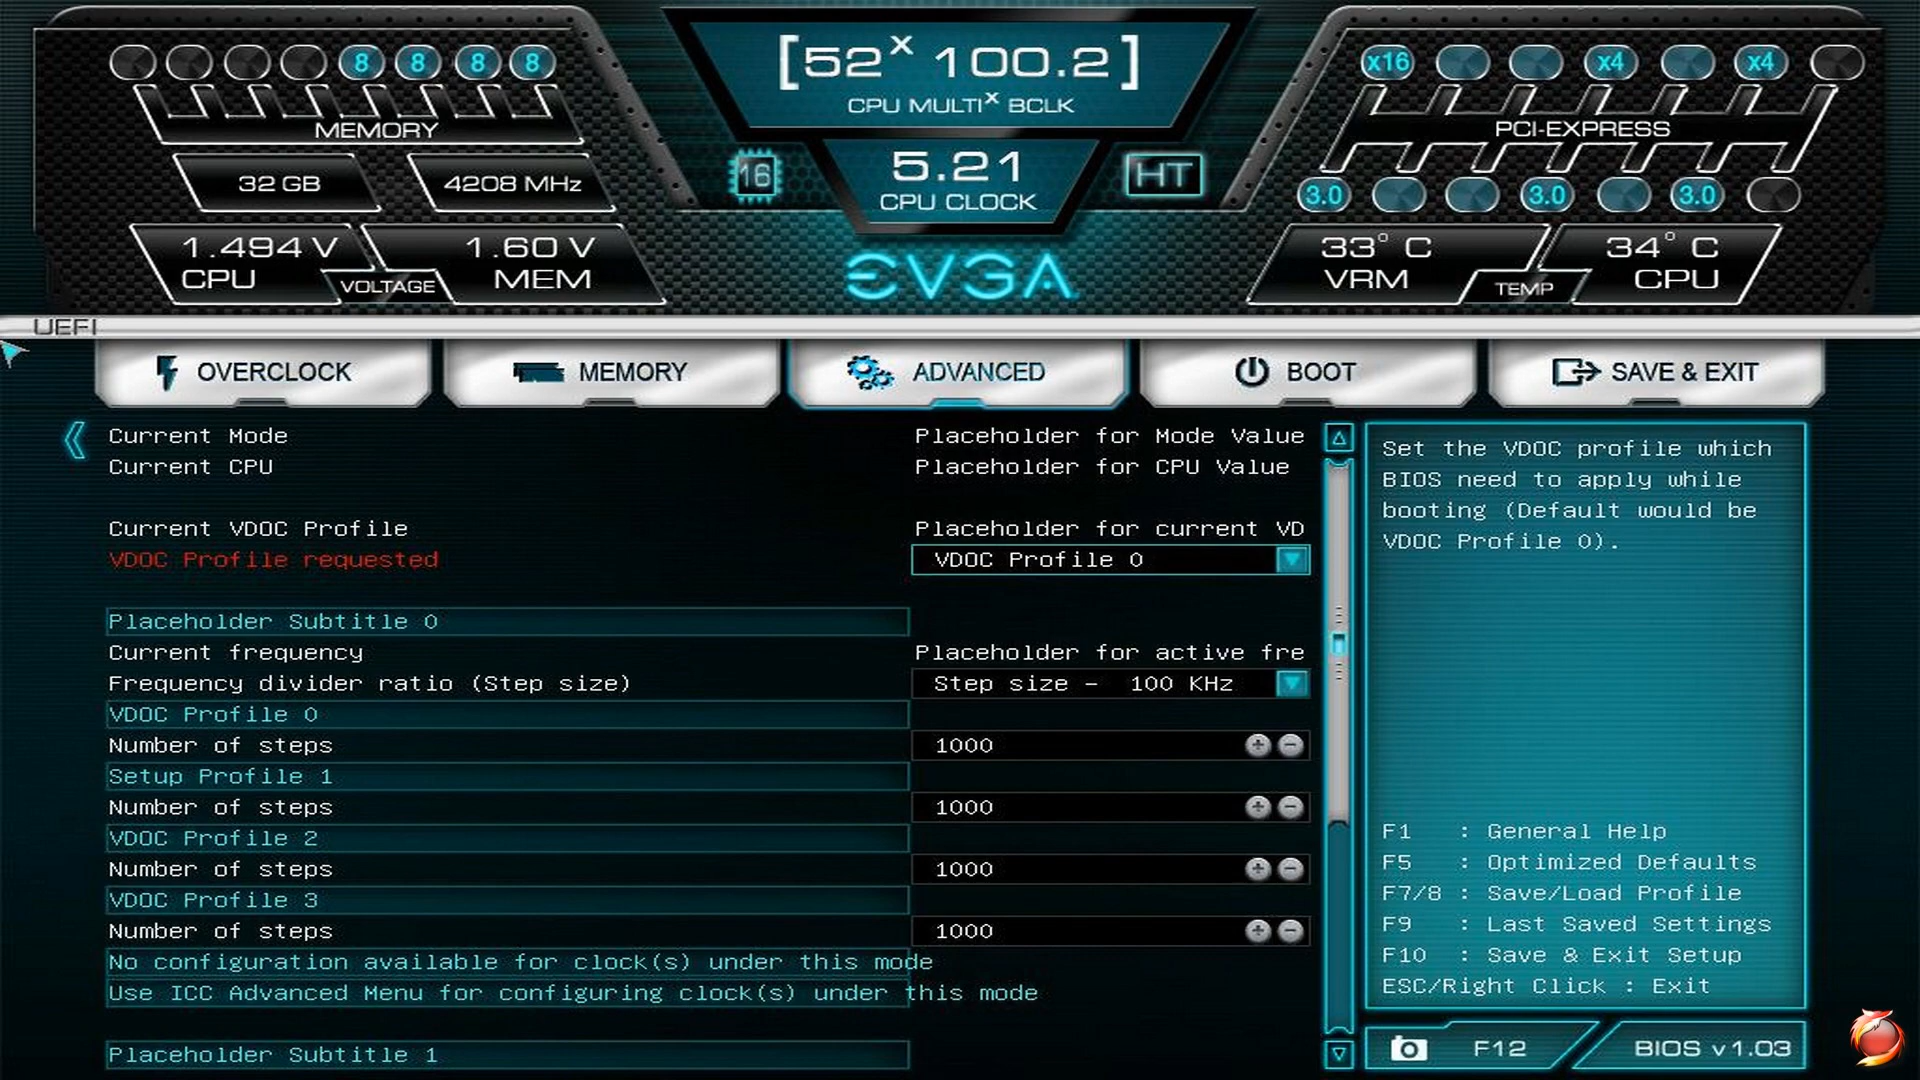 8 8 8 8
MEMORY
32 GB
4208 MHz
1.494 V
CPU
VOLTAGE
1.60 V
MEM
[52 x 100.2]
CPU MULTI x BCLK
16
5.21
CPU CLOCK
HT
EVGA
x16 x4 x4
PCI-EXPRESS
3.0 3.0 3.0
33° C
VRM
TEMP
34° C
CPU
UEFI
OVERCLOCK
MEMORY
ADVANCED
BOOT
SAVE & EXIT
Current Mode Placeholder for Mode Value
Current CPU Placeholder for CPU Value
Current VDOC Profile Placeholder for current VD
VDOC Profile requested VDOC Profile 0
Placeholder Subtitle 0
Current frequency Placeholder for active fre
Frequency divider ratio (Step size) Step size - 100 KHz
VDOC Profile 0
Number of steps 1000
Setup Profile 1
Number of steps 1000
VDOC Profile 2
Number of steps 1000
VDOC Profile 3
Number of steps 1000
No configuration available for clock(s) under this mode
Use ICC Advanced Menu for configuring clock(s) under this mode
Placeholder Subtitle 1
Set the VDOC profile which
BIOS need to apply while
booting (Default would be
VDOC Profile 0).
F1 : General Help
F5 : Optimized Defaults
F7/8 : Save/Load Profile
F9 : Last Saved Settings
F10 : Save & Exit Setup
ESC/Right Click : Exit
F12
BIOS v1.03